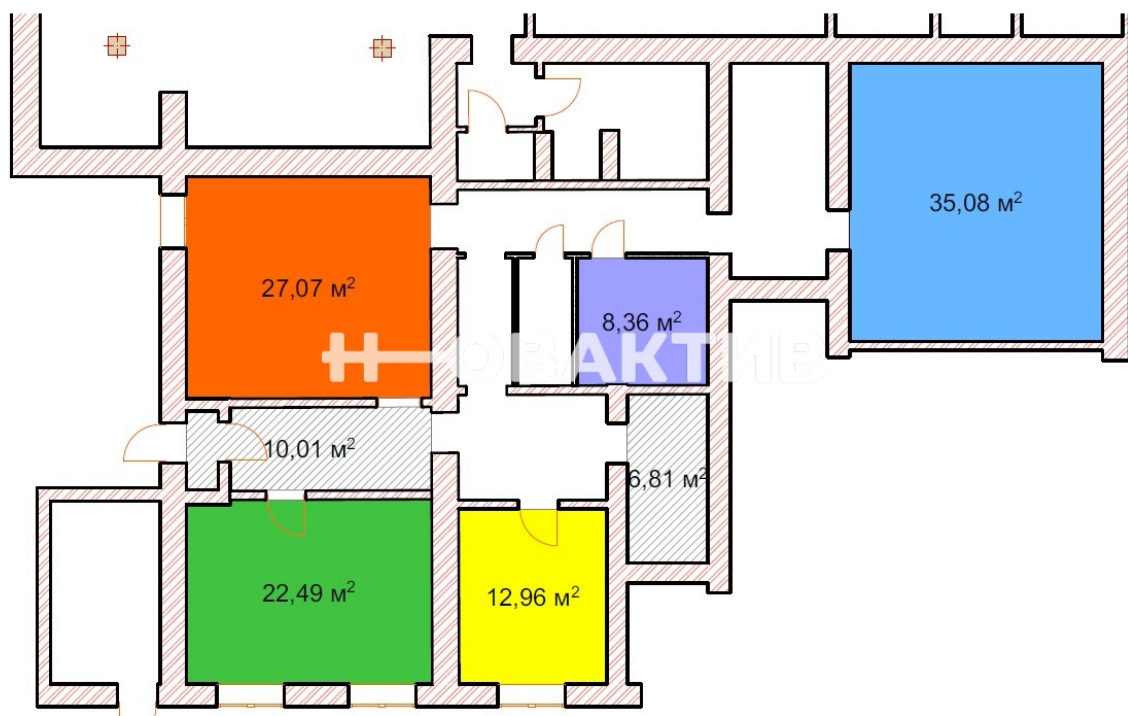 35,08 м²
27,07 м²
8,36 м²
НОВАКТИВ
10,01 м²
6,81 м²
22,49 м²
12,96 м²